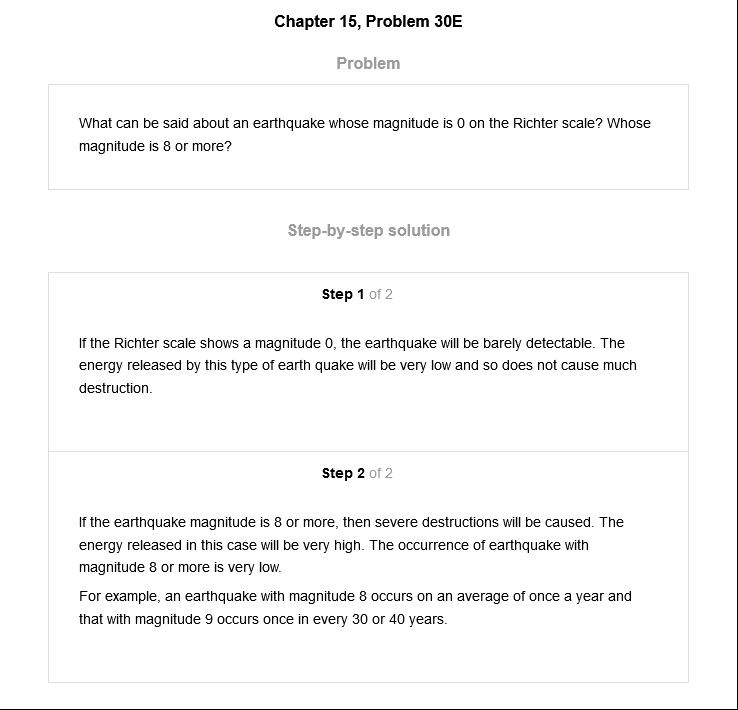 Chapter 15, Problem 30E
Problem
What can be said about an earthquake whose magnitude is 0 on the Richter scale? Whose
magnitude is 8 or more?
Step-by-step solution
Step 1 of 2
If the Richter scale shows a magnitude 0, the earthquake will be barely detectable. The
energy released by this type of earth quake will be very low and so does not cause much
destruction.
Step 2 of 2
If the earthquake magnitude is 8 or more, then severe destructions will be caused. The
energy released in this case will be very high. The occurrence of earthquake with
magnitude 8 or more is very low.
For example, an earthquake with magnitude 8 occurs on an average of once a year and
that with magnitude 9 occurs once in every 30 or 40 years.